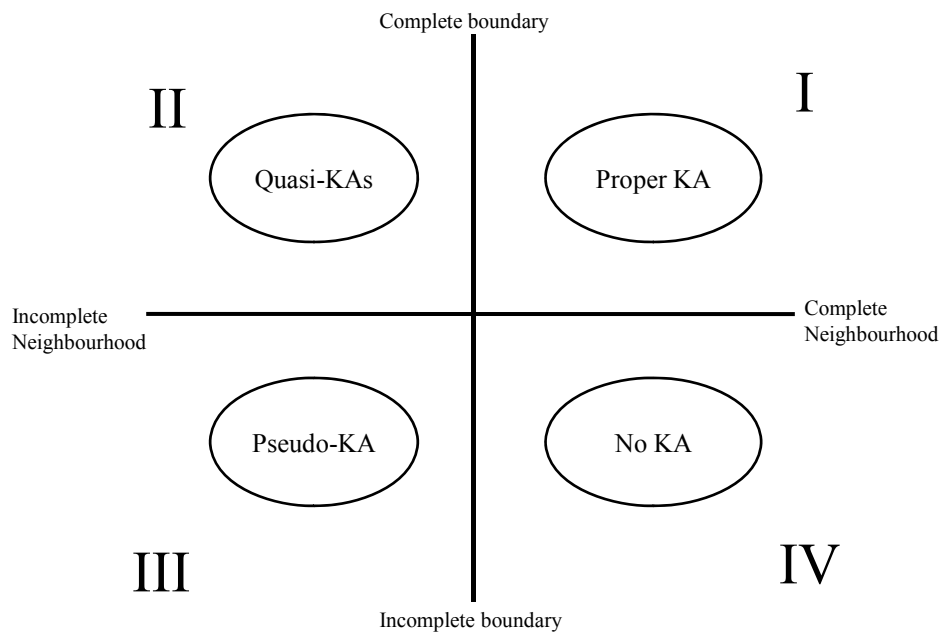 Complete boundary
I
II
Quasi-KAs
Proper KA
Incomplete
Neighbourhood
Complete
Neighbourhood
Pseudo-KA
No KA
III
IV
Incomplete boundary